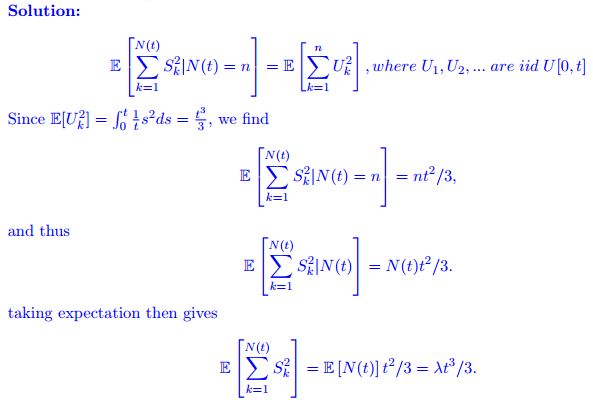 Solution:
𝔼 [∑_{k=1}^{N(t)} S_k^2 | N(t) = n] = 𝔼 [∑_{k=1}^{n} U_k^2], where U_1, U_2, ... are iid U[0, t]
Since 𝔼[U_k^2] = ∫_0^t \frac{1}{t} s^2 ds = \frac{t^3}{3}, we find
𝔼 [∑_{k=1}^{N(t)} S_k^2 | N(t) = n] = nt^2/3,
and thus
𝔼 [∑_{k=1}^{N(t)} S_k^2 | N(t)] = N(t)t^2/3.
taking expectation then gives
𝔼 [∑_{k=1}^{N(t)} S_k^2] = 𝔼 [N(t)] t^2/3 = λt^3/3.